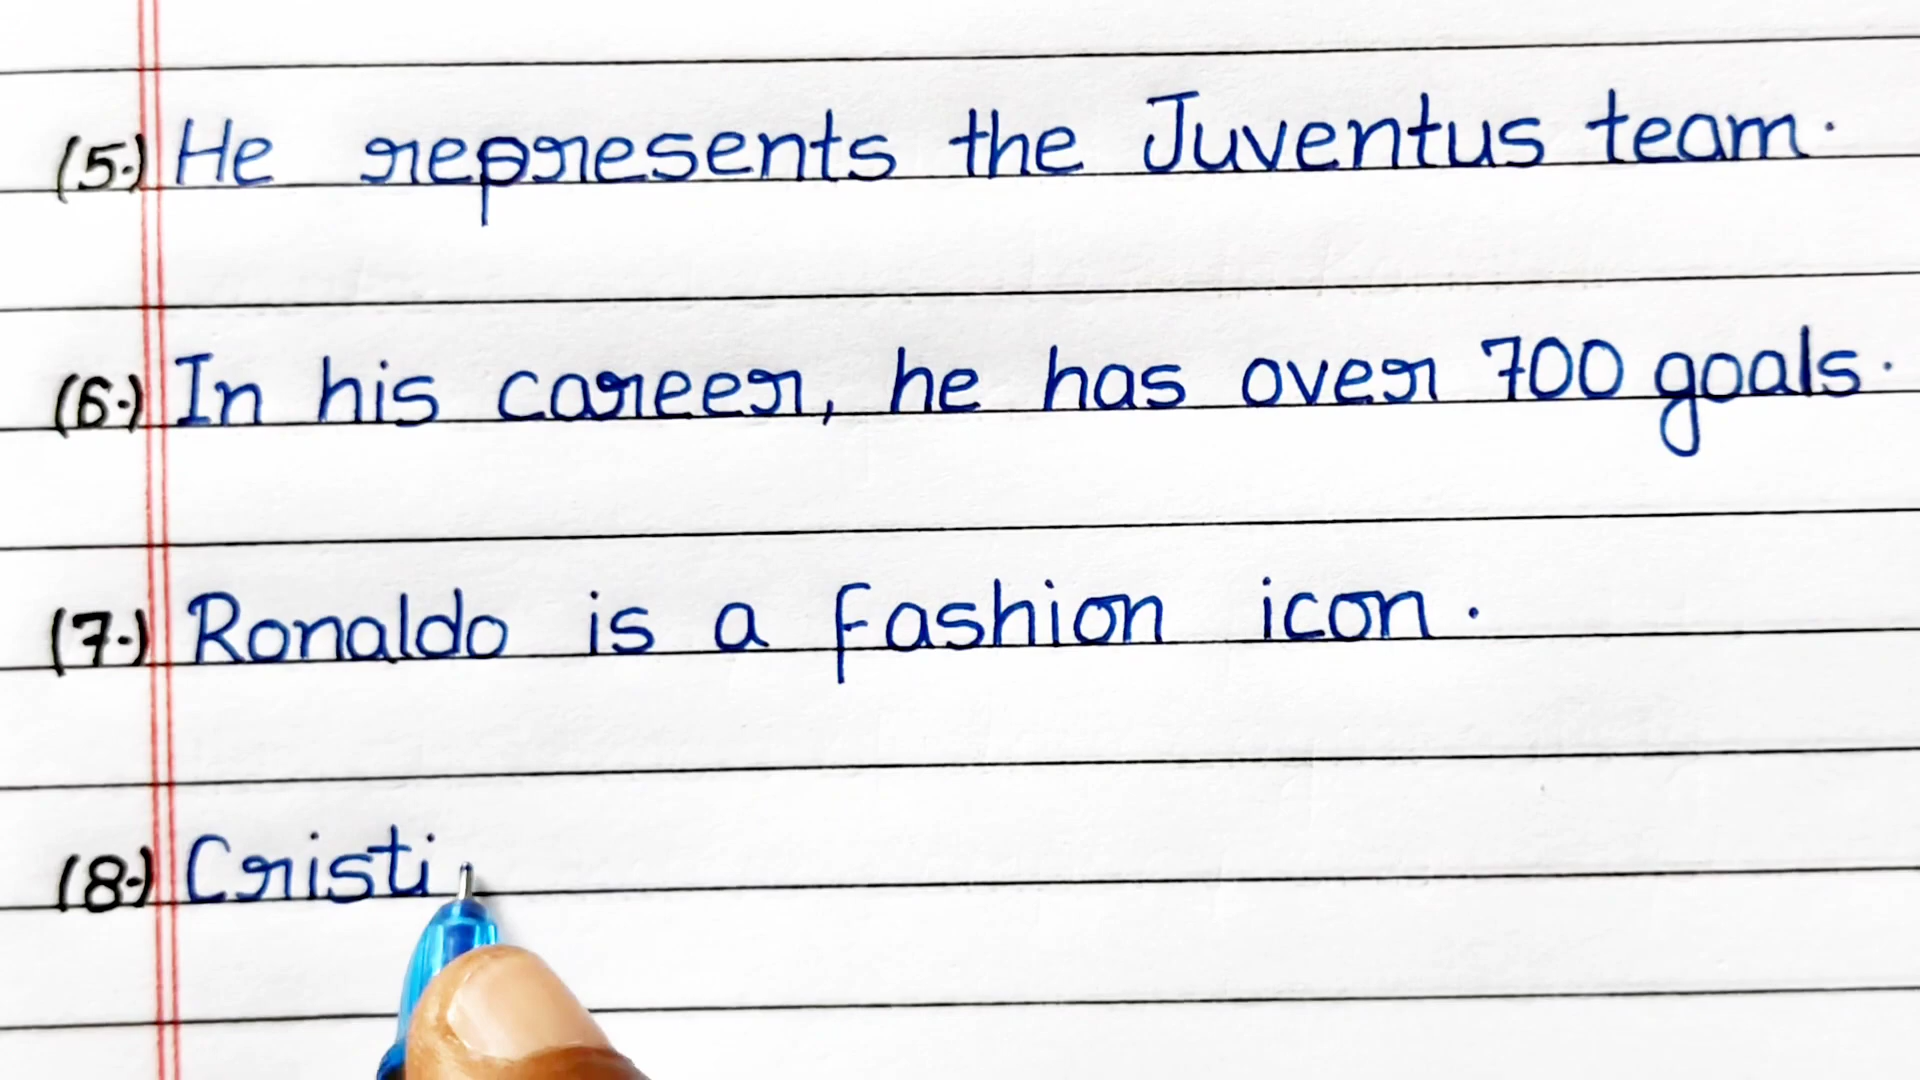 (5.) He represents the Juventus team.
(6.) In his career, he has over 700 goals.
(7.) Ronaldo is a fashion icon.
(8.) Cristi